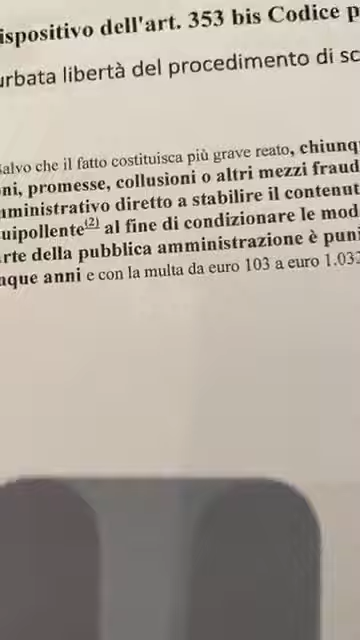 ispositivo dell'art. 353 bis Codice p
urbata libertà del procedimento di sc
Salvo che il fatto costituisca più grave reato, chiunq
ni, promesse, collusioni o altri mezzi fraud
mministrativo diretto a stabilire il contenut
uipollente(2) al fine di condizionare le mod
rte della pubblica amministrazione è puni
nque anni e con la multa da euro 103 a euro 1.032